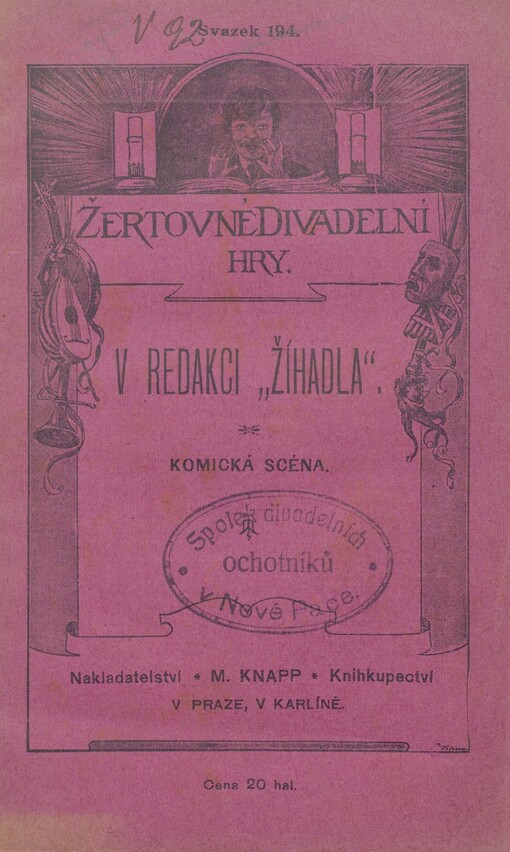 V 92
Svazek 194.
ŽERTOVNÉ DIVADELNÍ
HRY.
V REDAKCI „ŽÍHADLA“.
KOMICKÁ SCÉNA.
Spolek divadelních
ochotníků
v Nové Pace.
Nakladatelství * M. KNAPP * Knihkupectví
V PRAZE, V KARLÍNĚ.
Cena 20 hal.